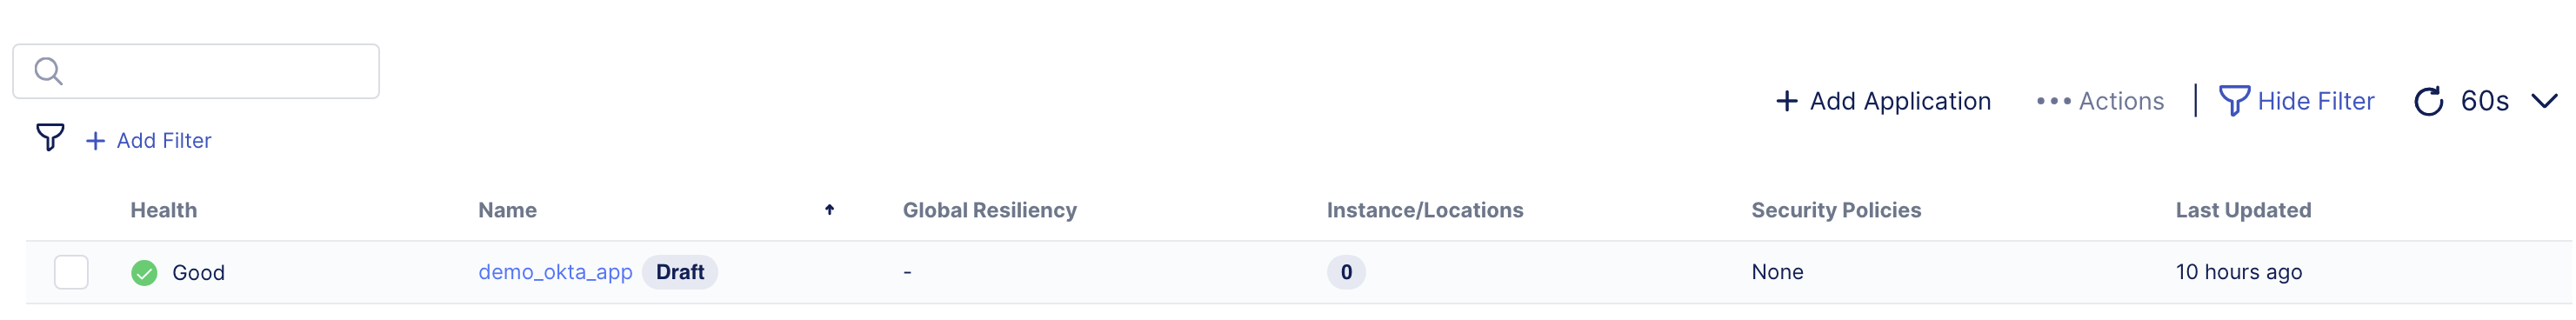 + Add Application ••• Actions | Hide Filter 60s
+ Add Filter
Health Name ↑ Global Resiliency Instance/Locations Security Policies Last Updated
Good demo_okta_app Draft - 0 None 10 hours ago